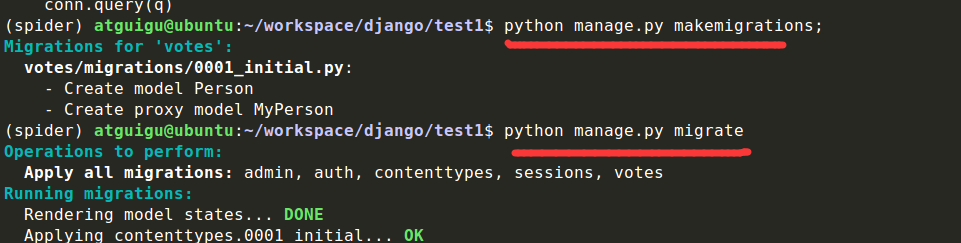 conn.query(q)
(spider) atguigu@ubuntu:~/workspace/django/test1$ python manage.py makemigrations;
Migrations for 'votes':
votes/migrations/0001_initial.py:
- Create model Person
- Create proxy model MyPerson
(spider) atguigu@ubuntu:~/workspace/django/test1$ python manage.py migrate
Operations to perform:
Apply all migrations: admin, auth, contenttypes, sessions, votes
Running migrations:
Rendering model states... DONE
Applying contenttypes.0001_initial... OK